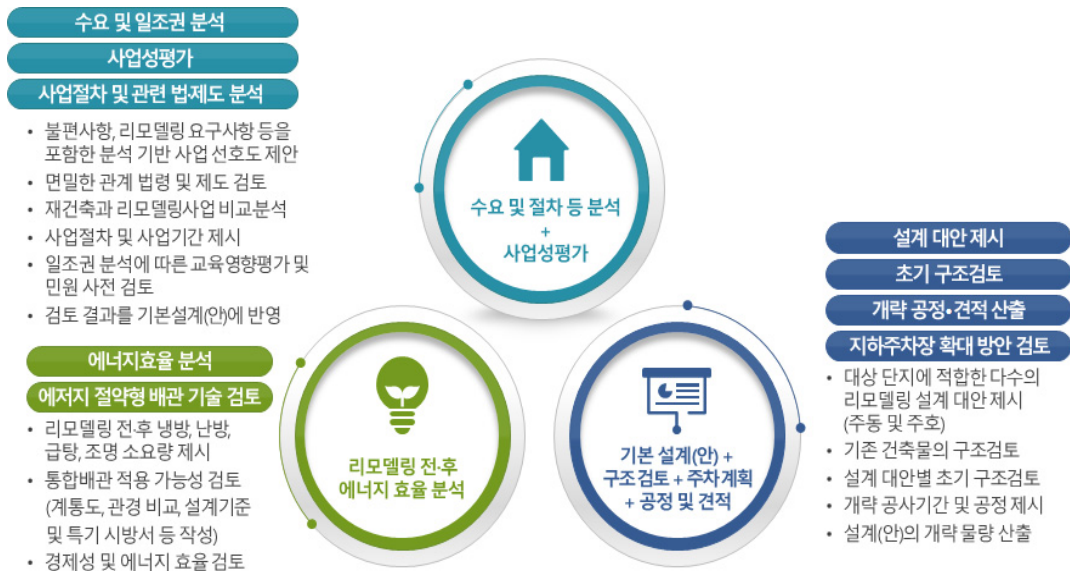 수요 및 일조권 분석
사업성평가
사업절차 및 관련 법·제도 분석
• 불편사항, 리모델링 요구사항 등을
포함한 분석 기반 사업 선호도 제안
• 면밀한 관계 법령 및 제도 검토
• 재건축과 리모델링사업 비교분석
• 사업절차 및 사업기간 제시
• 일조권 분석에 따른 교육영향평가 및
민원 사전 검토
• 검토 결과를 기본설계(안)에 반영
수요 및 절차 등 분석
+
사업성평가
에너지효율 분석
에저지 절약형 배관 기술 검토
• 리모델링 전·후 냉방, 난방,
급탕, 조명 소요량 제시
• 통합배관 적용 가능성 검토
(계통도, 관경 비교, 설계기준
및 특기 시방서 등 작성)
• 경제성 및 에너지 효율 검토
리모델링 전·후
에너지 효율 분석
기본 설계(안) +
구조 검토 + 주차 계획
+ 공정 및 견적
설계 대안 제시
초기 구조검토
개략 공정•견적 산출
지하주차장 확대 방안 검토
• 대상 단지에 적합한 다수의
리모델링 설계 대안 제시
(주동 및 주호)
• 기존 건축물의 구조검토
• 설계 대안별 초기 구조검토
• 개략 공사기간 및 공정 제시
• 설계(안)의 개략 물량 산출